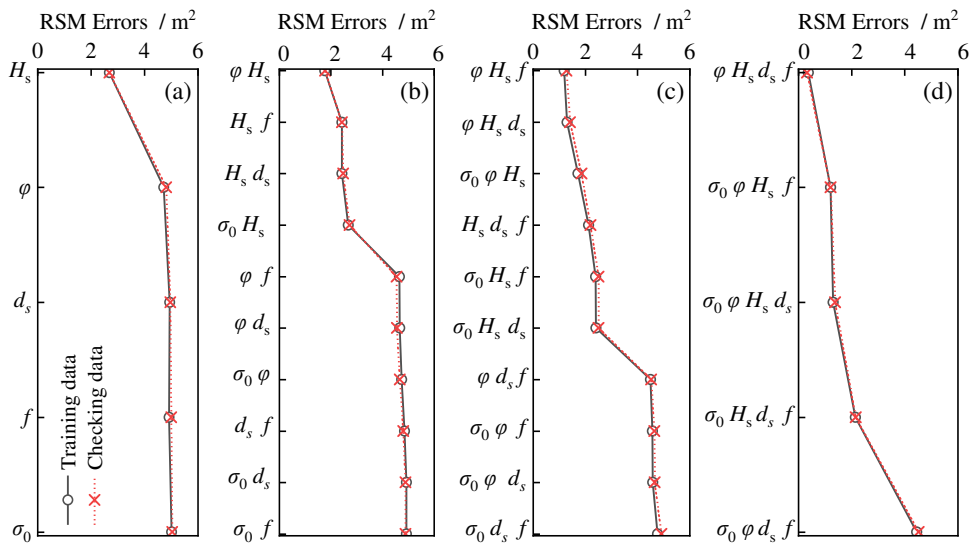 RSM Errors / m²
0 2 4 6
(a)
Hₛ
φ
dₛ
f
σ₀
Training data
Checking data
RSM Errors / m²
0 2 4 6
(b)
φ Hₛ
Hₛ f
Hₛ dₛ
σ₀ Hₛ
φ f
φ dₛ
σ₀ φ
dₛ f
σ₀ dₛ
σ₀ f
RSM Errors / m²
0 2 4 6
(c)
φ Hₛ f
φ Hₛ dₛ
σ₀ φ Hₛ
Hₛ dₛ f
σ₀ Hₛ f
σ₀ Hₛ dₛ
φ dₛ f
σ₀ φ f
σ₀ φ dₛ
σ₀ dₛ f
RSM Errors / m²
0 2 4 6
(d)
φ Hₛ dₛ f
σ₀ φ Hₛ f
σ₀ φ Hₛ dₛ
σ₀ Hₛ dₛ f
σ₀ φ dₛ f